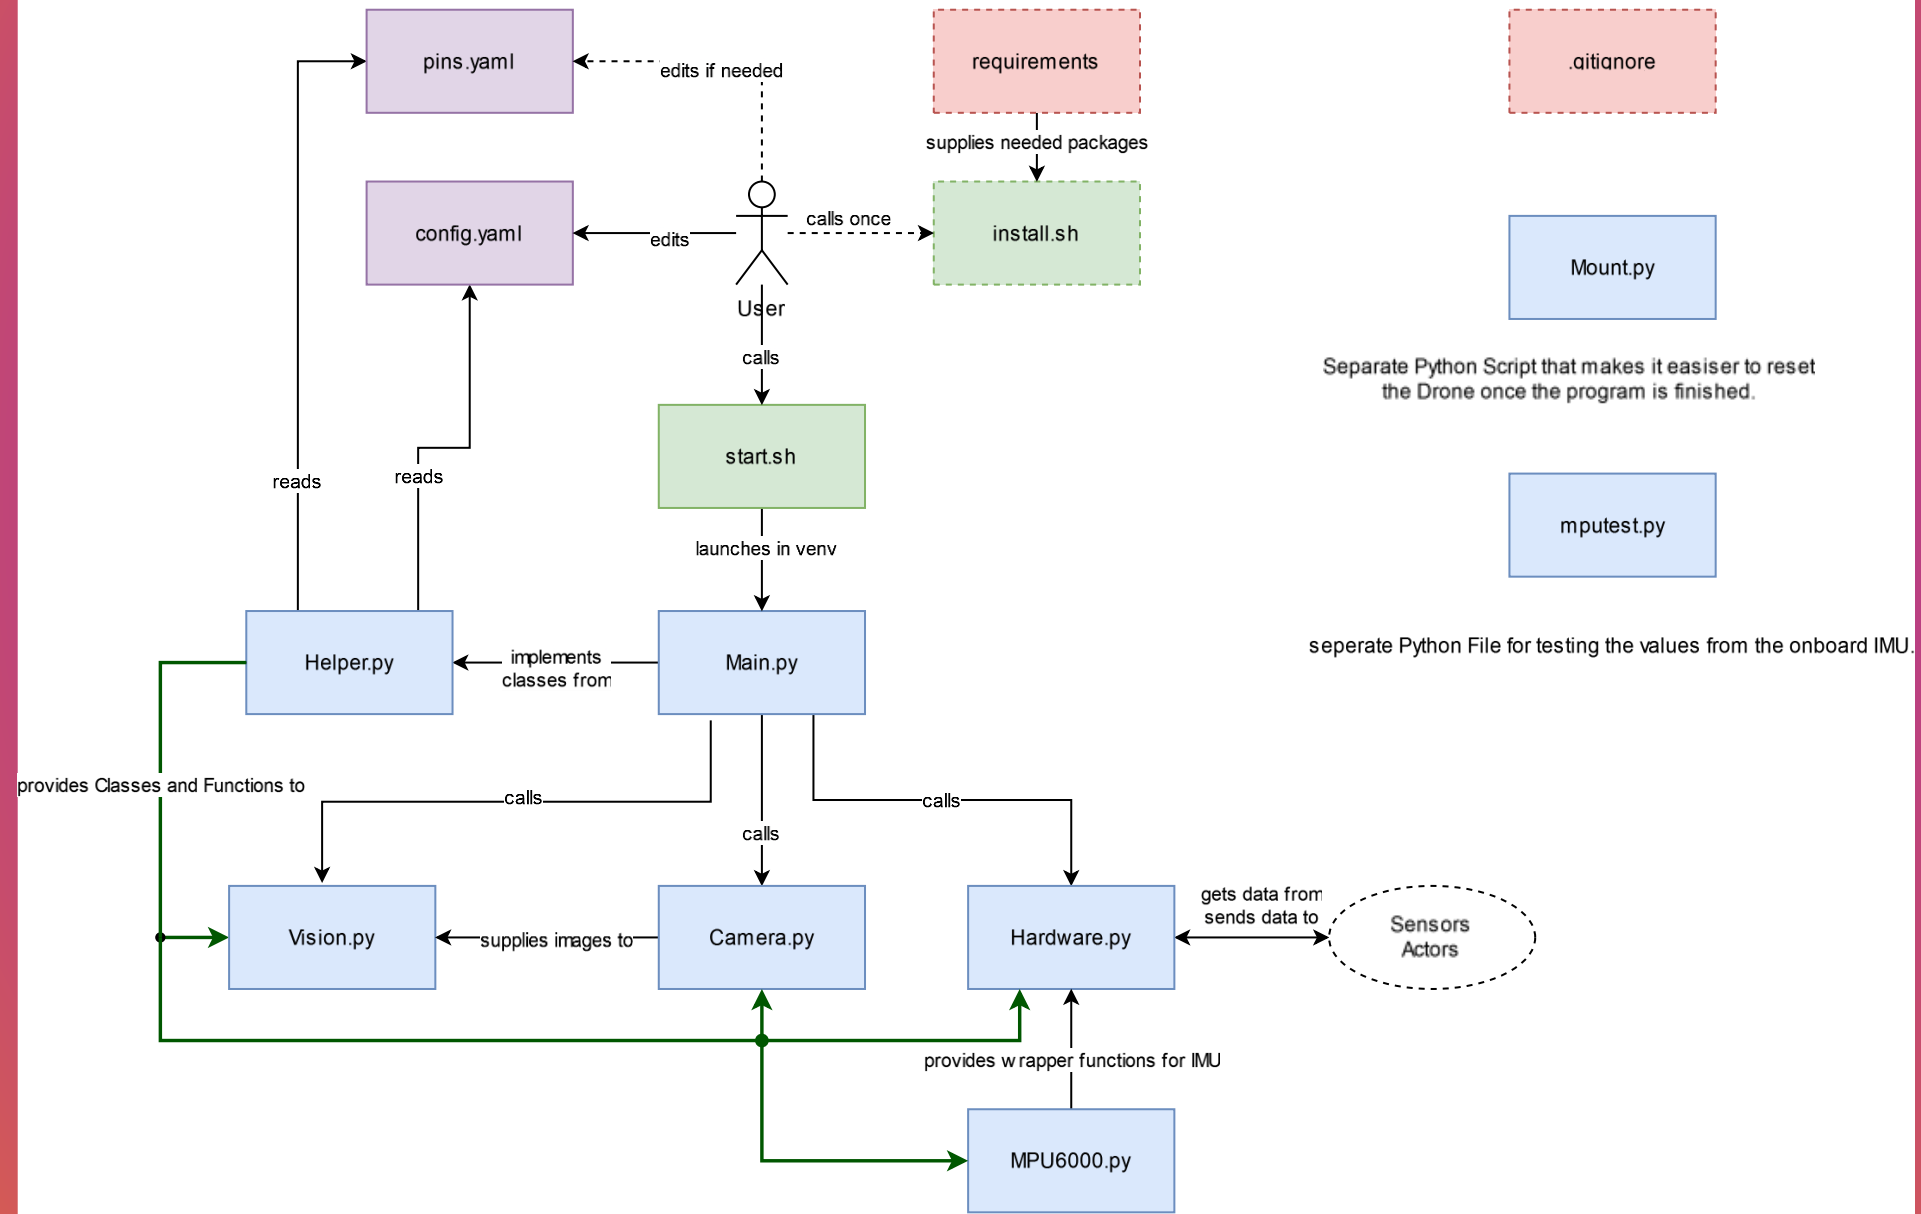 pins.yaml
edits if needed
requirements
.gitignore
supplies needed packages
config.yaml
edits
calls once
install.sh
Mount.py
User
calls
Separate Python Script that makes it easiser to reset
the Drone once the program is finished.
start.sh
reads
reads
mputest.py
launches in venv
seperate Python File for testing the values from the onboard IMU.
Helper.py
implements
classes from
Main.py
provides Classes and Functions to
calls
calls
calls
gets data from
sends data to
Vision.py
supplies images to
Camera.py
Hardware.py
Sensors
Actors
provides wrapper functions for IMU
MPU6000.py